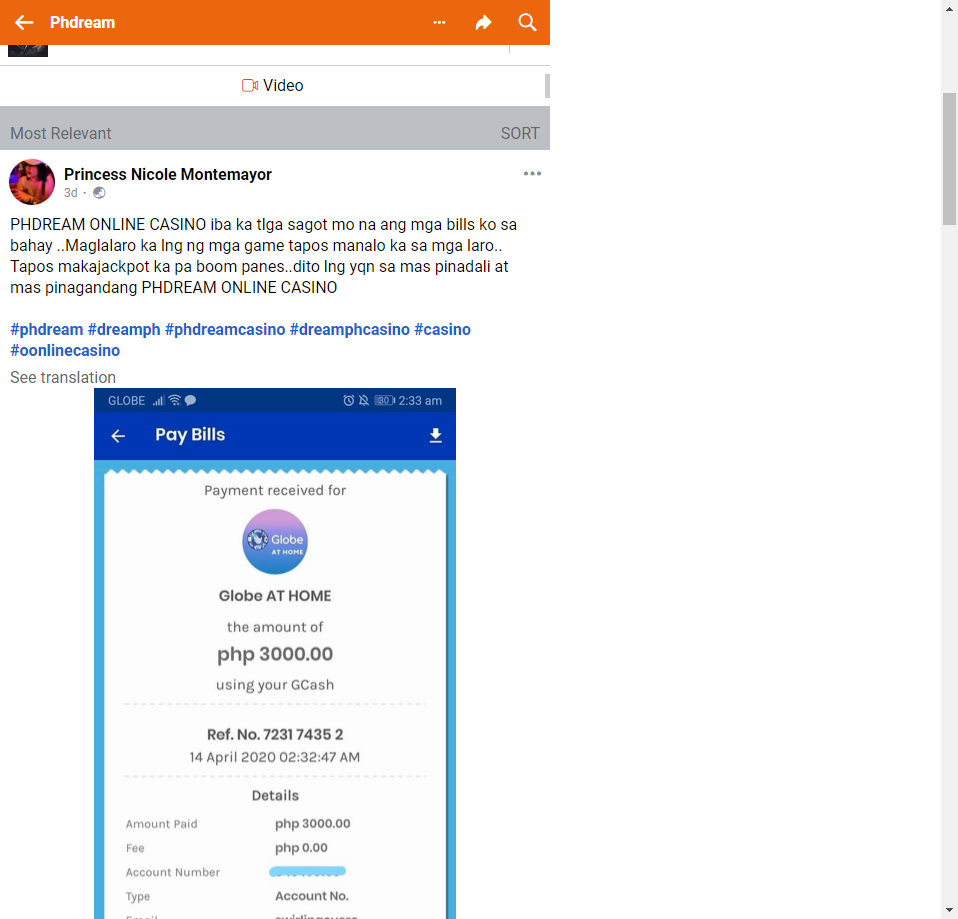 Phdream
Video
Most Relevant
SORT
Princess Nicole Montemayor
3d
PHDREAM ONLINE CASINO iba ka tlga sagot mo na ang mga bills ko sa
bahay ..Maglalaro ka lng ng mga game tapos manalo ka sa mga laro..
Tapos makajackpot ka pa boom panes..dito lng yqn sa mas pinadali at
mas pinagandang PHDREAM ONLINE CASINO
#phdream #dreamph #phdreamcasino #dreamphcasino #casino
#oonlinecasino
See translation
GLOBE
80 2:33 am
Pay Bills
Payment received for
Globe
AT HOME
Globe AT HOME
the amount of
php 3000.00
using your GCash
Ref. No. 7231 7435 2
14 April 2020 02:32:47 AM
Details
Amount Paid php 3000.00
Fee php 0.00
Account Number
Type Account No.